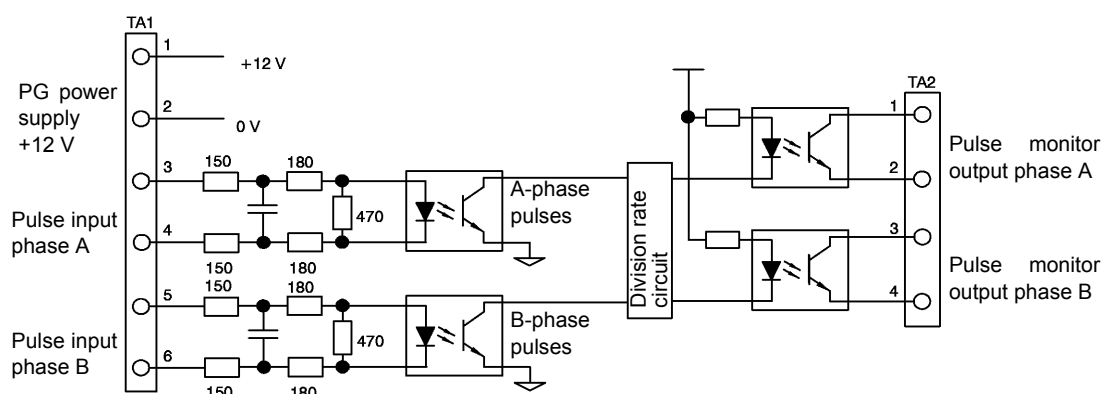 TA1
1
+12 V
PG power
supply
+12 V
2
0 V
3
150
180
470
A-phase
pulses
Pulse input
phase A
4
150
180
5
150
180
470
B-phase
pulses
Pulse input
phase B
6
150
180
Division rate
circuit
TA2
1
Pulse monitor
output phase A
2
3
Pulse monitor
output phase B
4